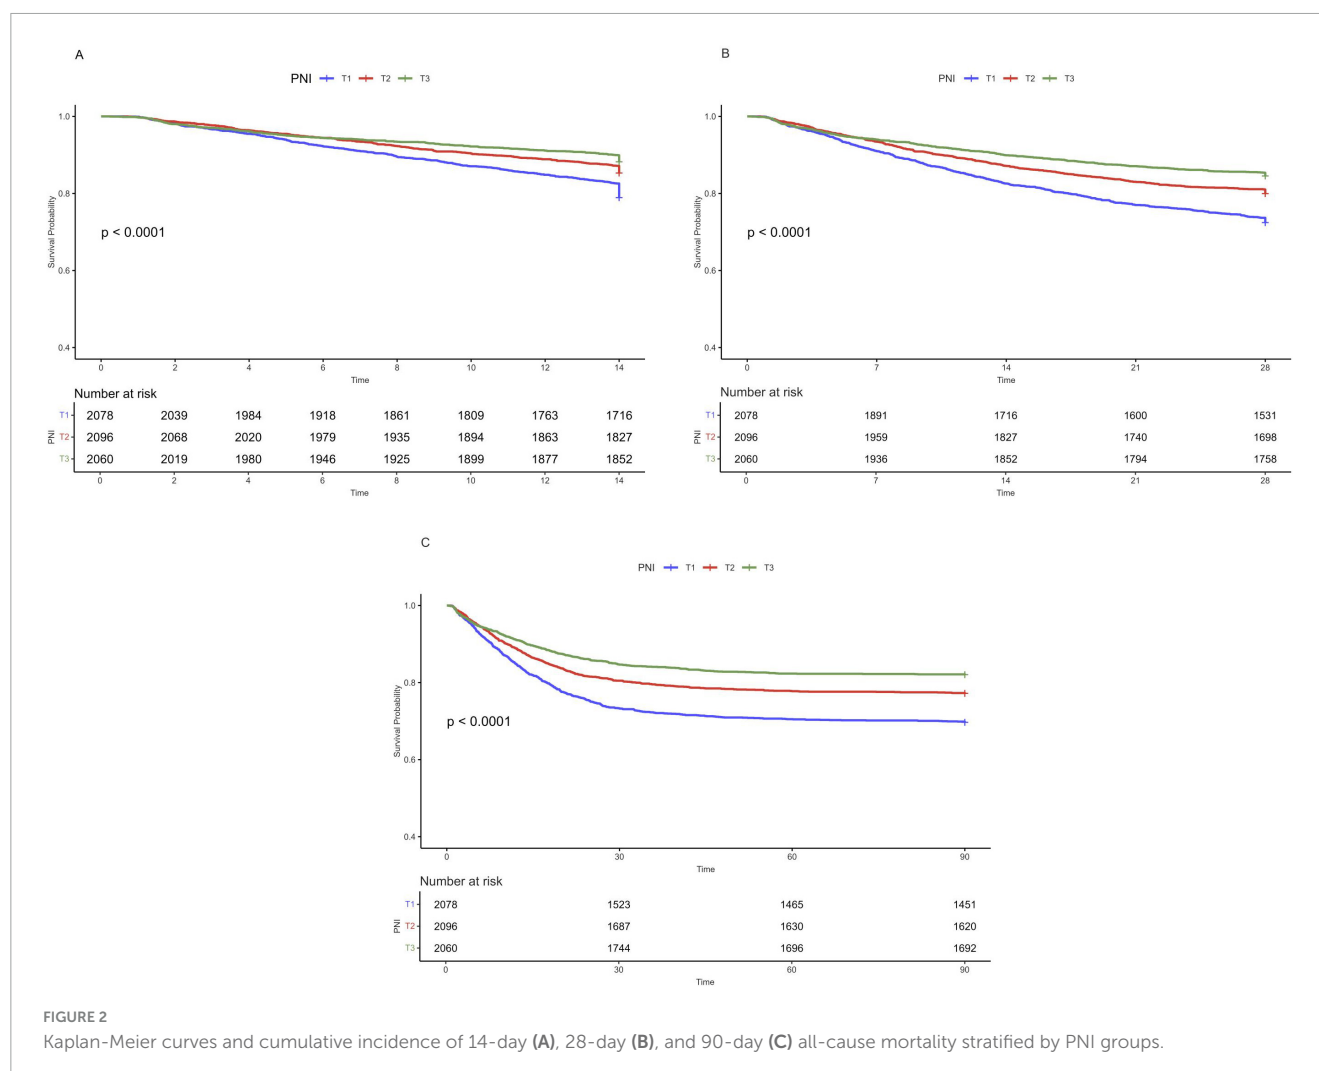 A
PNI T1 T2 T3
1.0
0.8
0.6
0.4
Survival Probability
p < 0.0001
0 2 4 6 8 10 12 14
Time
Number at risk
PNI
T1 2078 2039 1984 1918 1861 1809 1763 1716
T2 2096 2068 2020 1979 1935 1894 1863 1827
T3 2060 2019 1980 1946 1925 1899 1877 1852
0 2 4 6 8 10 12 14
Time
B
PNI T1 T2 T3
1.0
0.8
0.6
0.4
Survival Probability
p < 0.0001
0 7 14 21 28
Time
Number at risk
PNI
T1 2078 1891 1716 1600 1531
T2 2096 1959 1827 1740 1698
T3 2060 1936 1852 1794 1758
0 7 14 21 28
Time
C
PNI T1 T2 T3
1.0
0.8
0.6
0.4
Survival Probability
p < 0.0001
0 30 60 90
Time
Number at risk
PNI
T1 2078 1523 1465 1451
T2 2096 1687 1630 1620
T3 2060 1744 1696 1692
0 30 60 90
Time
FIGURE 2
Kaplan-Meier curves and cumulative incidence of 14-day (A), 28-day (B), and 90-day (C) all-cause mortality stratified by PNI groups.